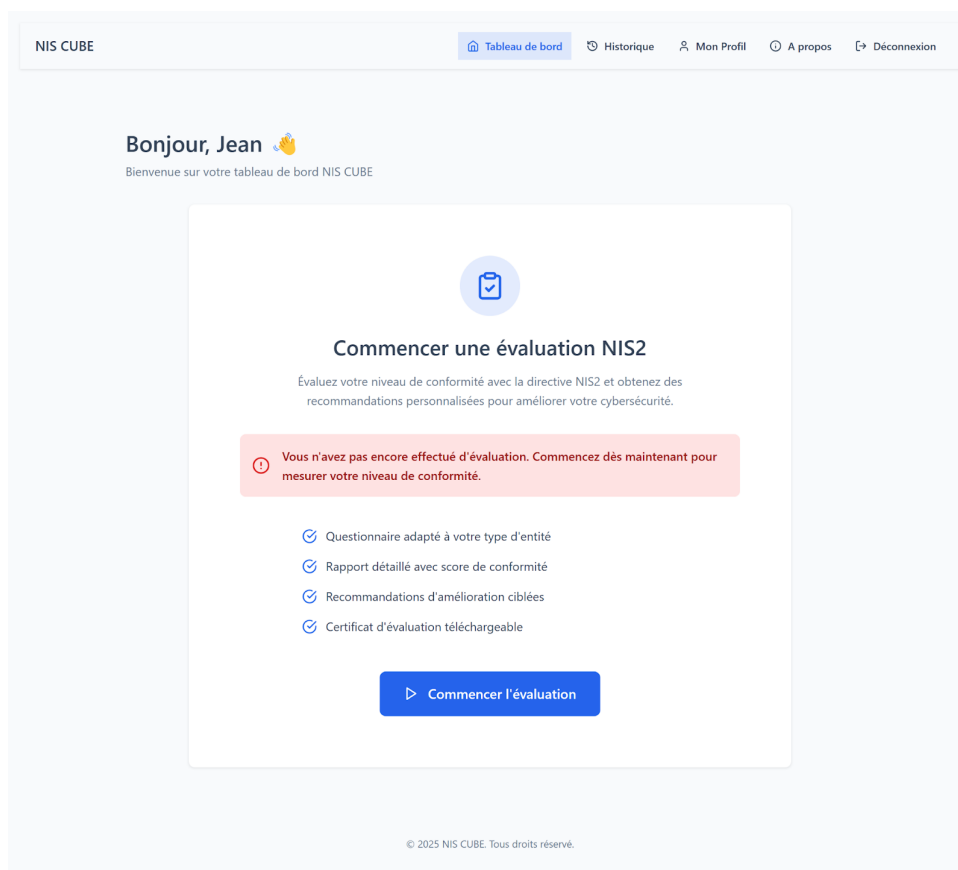 NIS CUBE
Tableau de bord
Historique
Mon Profil
A propos
Déconnexion
Bonjour, Jean 👋
Bienvenue sur votre tableau de bord NIS CUBE
Commencer une évaluation NIS2
Évaluez votre niveau de conformité avec la directive NIS2 et obtenez des
recommandations personnalisées pour améliorer votre cybersécurité.
Vous n'avez pas encore effectué d'évaluation. Commencez dès maintenant pour
mesurer votre niveau de conformité.
Questionnaire adapté à votre type d'entité
Rapport détaillé avec score de conformité
Recommandations d'amélioration ciblées
Certificat d'évaluation téléchargeable
Commencer l'évaluation
© 2025 NIS CUBE. Tous droits réservé.